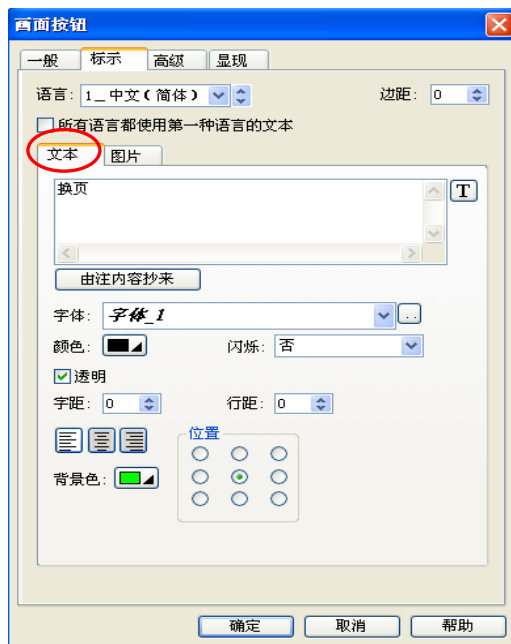 画面按钮
一般 标示 高级 显现
语言: 1_中文(简体) 边距: 0
所有语言都使用第一种语言的文本
文本 图片
换页
T
由注内容抄来
字体: 字体_1 ..
颜色: 闪烁: 否
透明
字距: 0 行距: 0
位置
背景色:
确定 取消 帮助